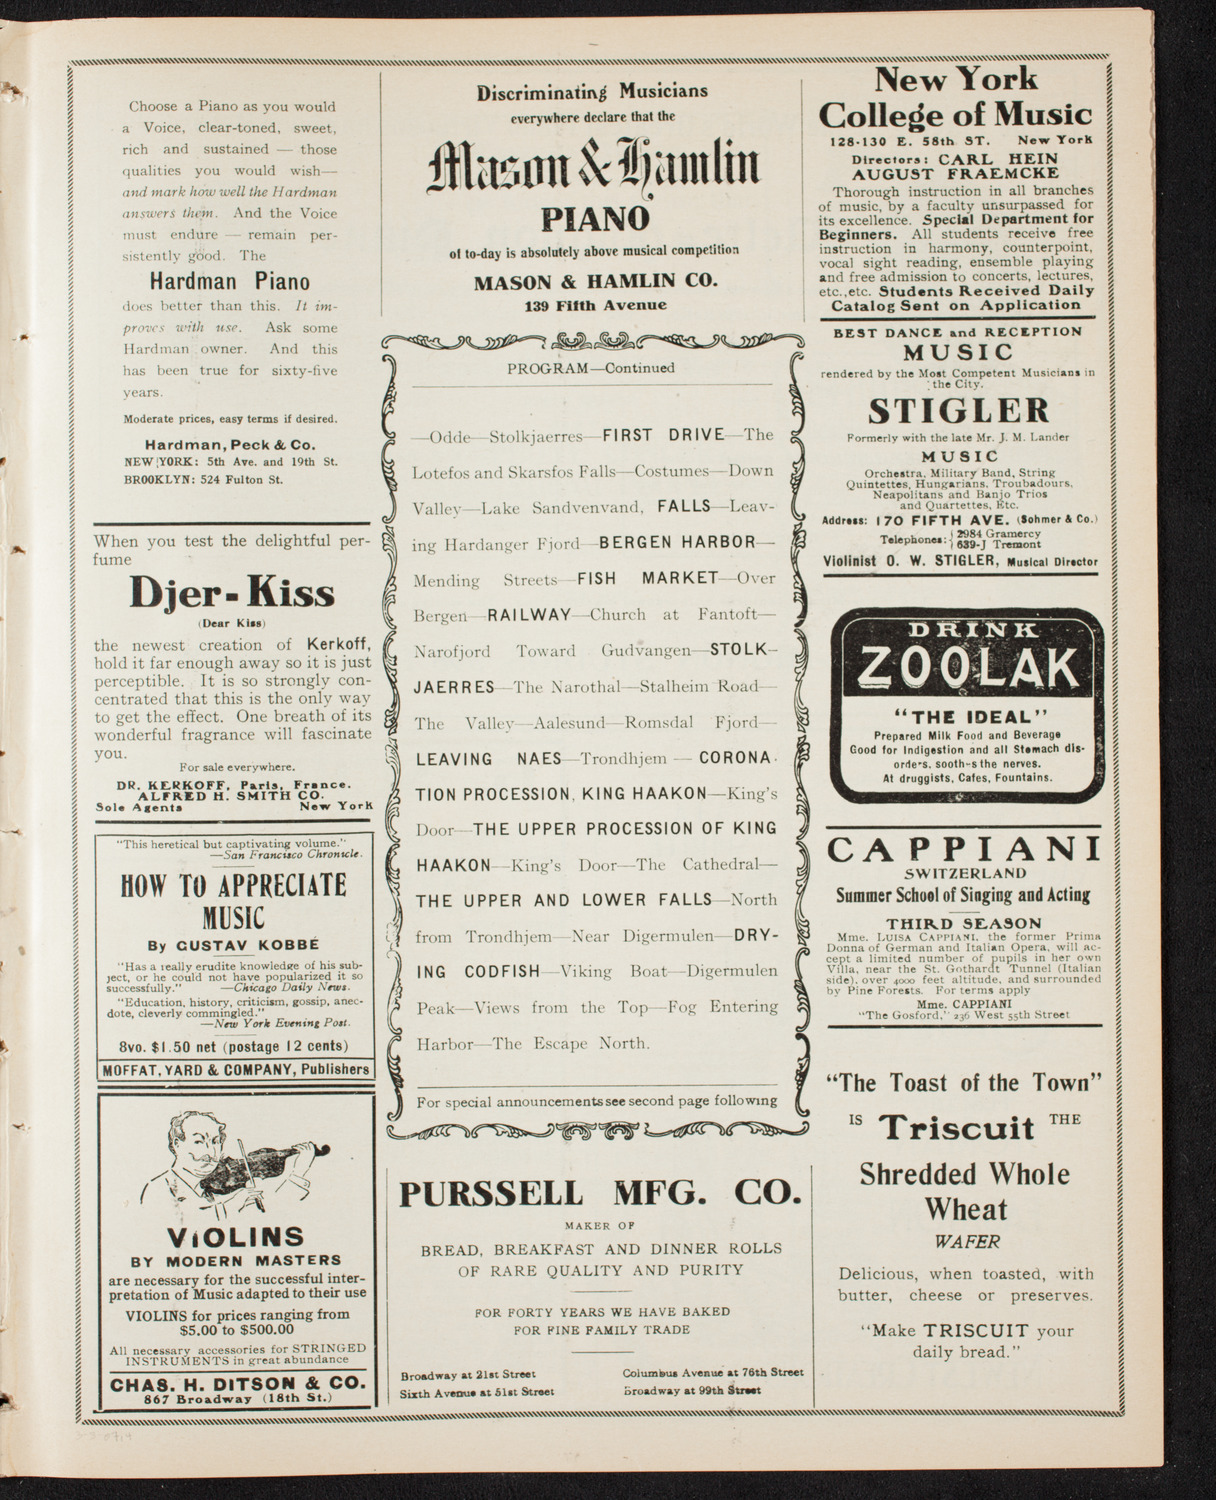 Choose a Piano as you would
a Voice, clear-toned, sweet,
rich and sustained — those
qualities you would wish—
and mark how well the Hardman
answers them. And the Voice
must endure — remain per-
sistently good. The
Hardman Piano
does better than this. It im-
proves with use. Ask some
Hardman owner. And this
has been true for sixty-five
years.
Moderate prices, easy terms if desired.
Hardman, Peck & Co.
NEW YORK: 5th Ave. and 19th St.
BROOKLYN: 524 Fulton St.
When you test the delightful per-
fume
Djer-Kiss
(Dear Kiss)
the newest creation of Kerkoff,
hold it far enough away so it is just
perceptible. It is so strongly con-
centrated that this is the only way
to get the effect. One breath of its
wonderful fragrance will fascinate
you.
For sale everywhere.
DR. KERKOFF, Paris, France.
ALFRED H. SMITH CO.
Sole Agents New York
"This heretical but captivating volume."
—San Francisco Chronicle.
HOW TO APPRECIATE
MUSIC
By GUSTAV KOBBÉ
"Has a really erudite knowledge of his sub-
ject, or he could not have popularized it so
successfully." —Chicago Daily News.
"Education, history, criticism, gossip, anec-
dote, cleverly commingled."
—New York Evening Post.
8vo. $1.50 net (postage 12 cents)
MOFFAT, YARD & COMPANY, Publishers
ViOLINS
BY MODERN MASTERS
are necessary for the successful inter-
pretation of Music adapted to their use
VIOLINS for prices ranging from
$5.00 to $500.00
All necessary accessories for STRINGED
INSTRUMENTS in great abundance
CHAS. H. DITSON & CO.
867 Broadway (18th St.)
Discriminating Musicians
everywhere declare that the
Mason & Hamlin
PIANO
of to-day is absolutely above musical competition
MASON & HAMLIN CO.
139 Fifth Avenue
PROGRAM—Continued
—Odde—Stolkjaerres—FIRST DRIVE—The
Lotefos and Skarsfos Falls—Costumes—Down
Valley—Lake Sandvenvand, FALLS—Leav-
ing Hardanger Fjord—BERGEN HARBOR—
Mending Streets—FISH MARKET—Over
Bergen—RAILWAY—Church at Fantoft—
Narofjord Toward Gudvangen—STOLK-
JAERRES—The Narothal—Stalheim Road—
The Valley—Aalesund—Romsdal Fjord—
LEAVING NAES—Trondhjem — CORONA-
TION PROCESSION, KING HAAKON—King's
Door—THE UPPER PROCESSION OF KING
HAAKON—King's Door—The Cathedral—
THE UPPER AND LOWER FALLS—North
from Trondhjem—Near Digermulen—DRY-
ING CODFISH—Viking Boat—Digermulen
Peak—Views from the Top—Fog Entering
Harbor—The Escape North.
For special announcements see second page following
PURSSELL MFG. CO.
MAKER OF
BREAD, BREAKFAST AND DINNER ROLLS
OF RARE QUALITY AND PURITY
FOR FORTY YEARS WE HAVE BAKED
FOR FINE FAMILY TRADE
Broadway at 21st Street Columbus Avenue at 76th Street
Sixth Avenue at 51st Street Broadway at 99th Street
New York
College of Music
128-130 E. 58th ST. New York
Directors: CARL HEIN
AUGUST FRAEMCKE
Thorough instruction in all branches
of music, by a faculty unsurpassed for
its excellence. Special Department for
Beginners. All students receive free
instruction in harmony, counterpoint,
vocal sight reading, ensemble playing
and free admission to concerts, lectures,
etc., etc. Students Received Daily
Catalog Sent on Application
BEST DANCE and RECEPTION
MUSIC
rendered by the Most Competent Musicians in
the City.
STIGLER
Formerly with the late Mr. J. M. Lander
MUSIC
Orchestra, Military Band, String
Quintettes, Hungarians, Troubadours,
Neapolitans and Banjo Trios
and Quartettes, Etc.
Address: 170 FIFTH AVE. (Sohmer & Co.)
Telephones: { 2984 Gramercy
639-J Tremont
Violinist O. W. STIGLER, Musical Director
DRINK
ZOOLAK
"THE IDEAL"
Prepared Milk Food and Beverage
Good for Indigestion and all Stomach dis-
orders, sooth-s the nerves.
At druggists, Cafes, Fountains.
CAPPIANI
SWITZERLAND
Summer School of Singing and Acting
THIRD SEASON
Mme. LUISA CAPPIANI, the former Prima
Donna of German and Italian Opera, will ac-
cept a limited number of pupils in her own
Villa, near the St. Gothardt Tunnel (Italian
side), over 4000 feet altitude, and surrounded
by Pine Forests. For terms apply
Mme. CAPPIANI
"The Gosford," 236 West 55th Street
"The Toast of the Town"
IS Triscuit THE
Shredded Whole
Wheat
WAFER
Delicious, when toasted, with
butter, cheese or preserves.
"Make TRISCUIT your
daily bread."